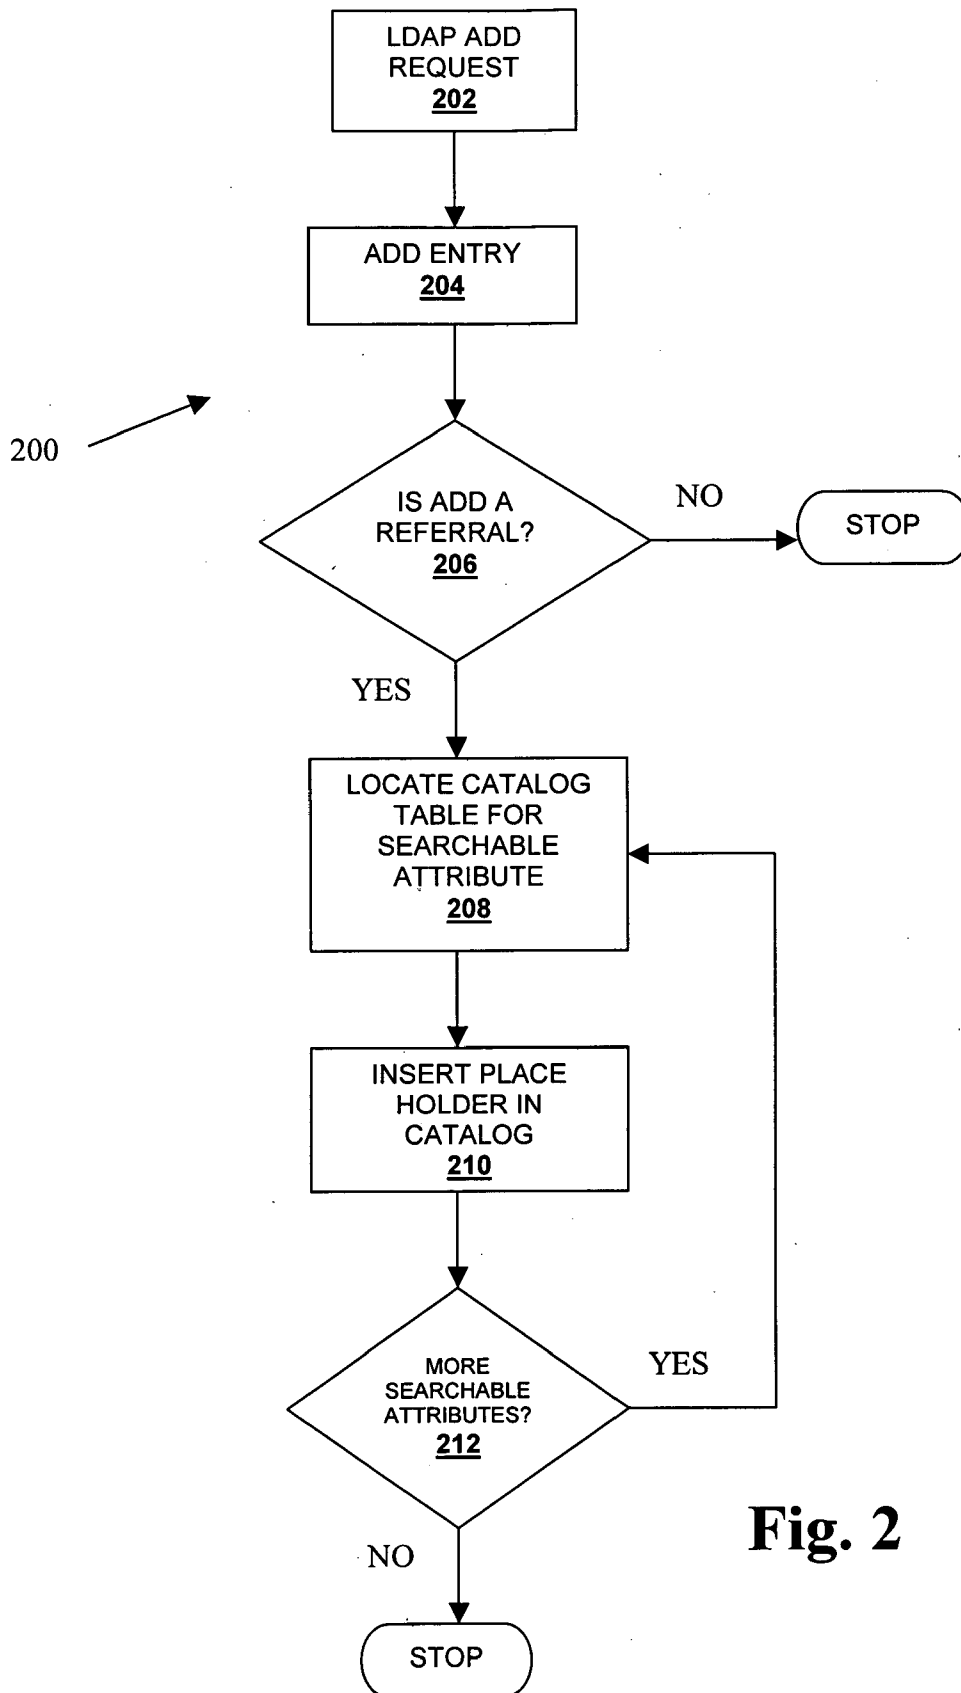 LDAP ADD
REQUEST
202
ADD ENTRY
204
200
IS ADD A
REFERRAL?
206
NO
STOP
YES
LOCATE CATALOG
TABLE FOR
SEARCHABLE
ATTRIBUTE
208
INSERT PLACE
HOLDER IN
CATALOG
210
MORE
SEARCHABLE
ATTRIBUTES?
212
YES
NO
STOP
Fig. 2